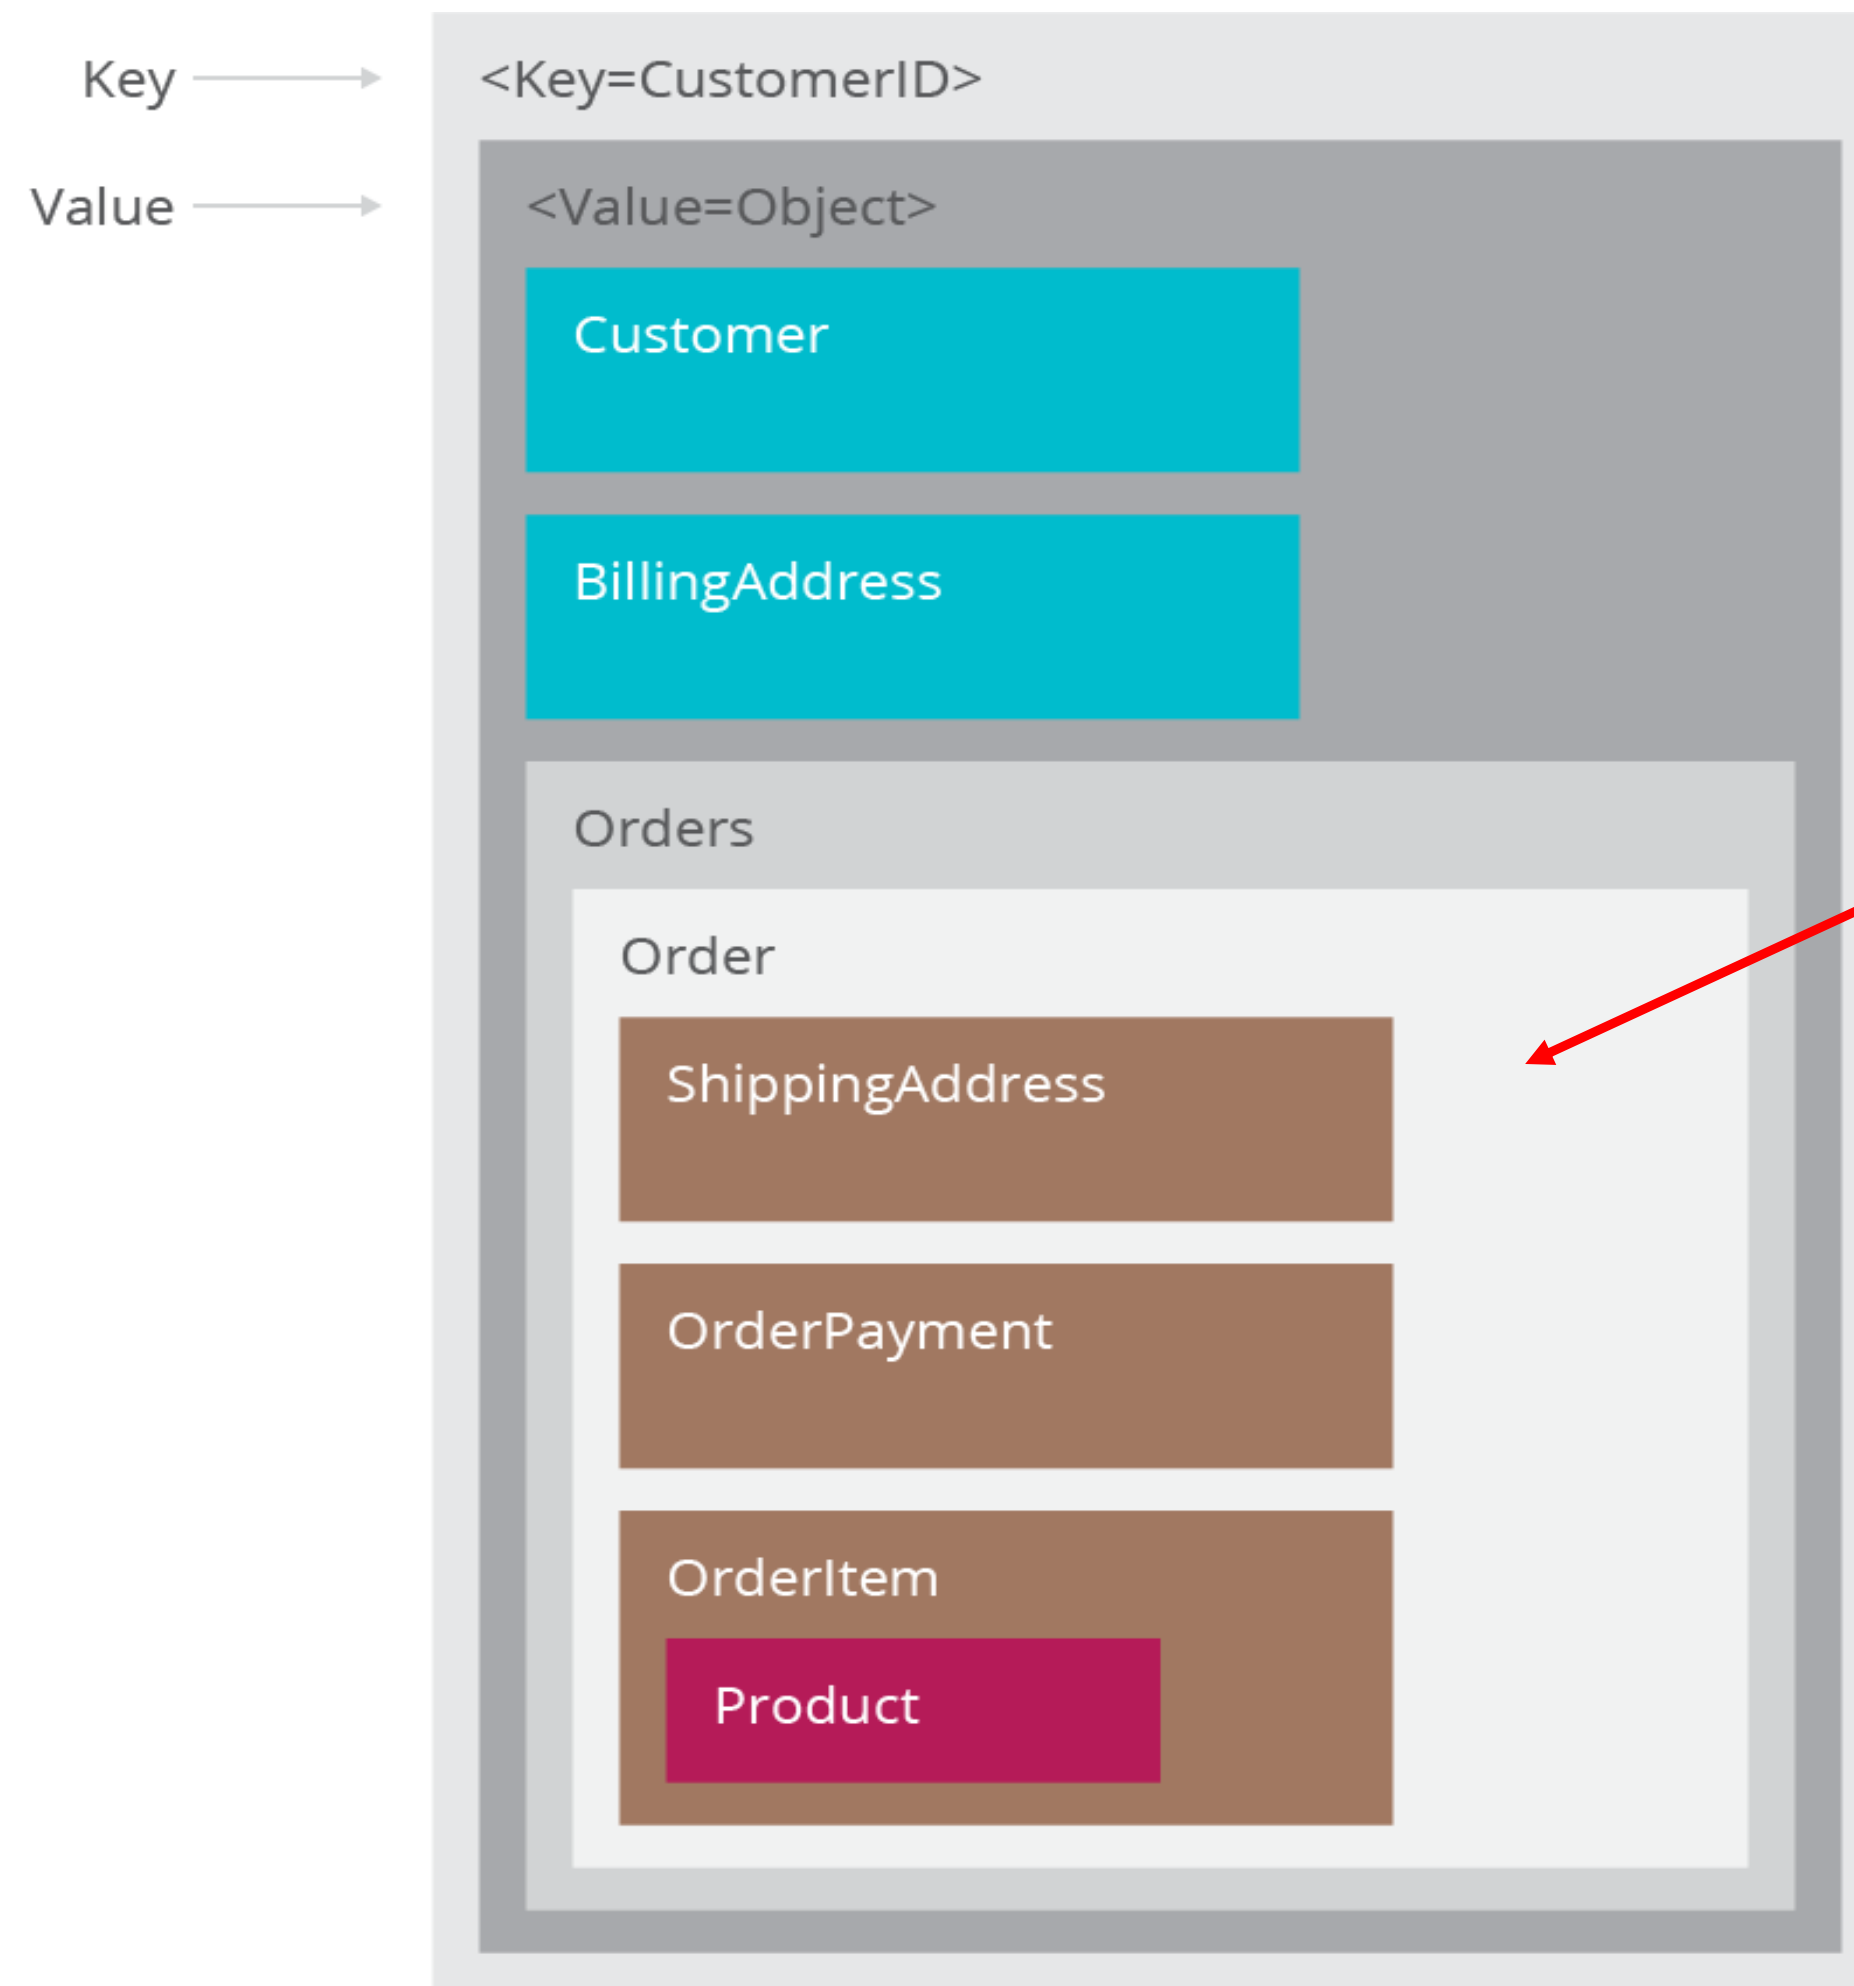 Key
<Key=CustomerID>
Value
<Value=Object>
Customer
BillingAddress
Orders
Order
ShippingAddress
OrderPayment
OrderItem
Product